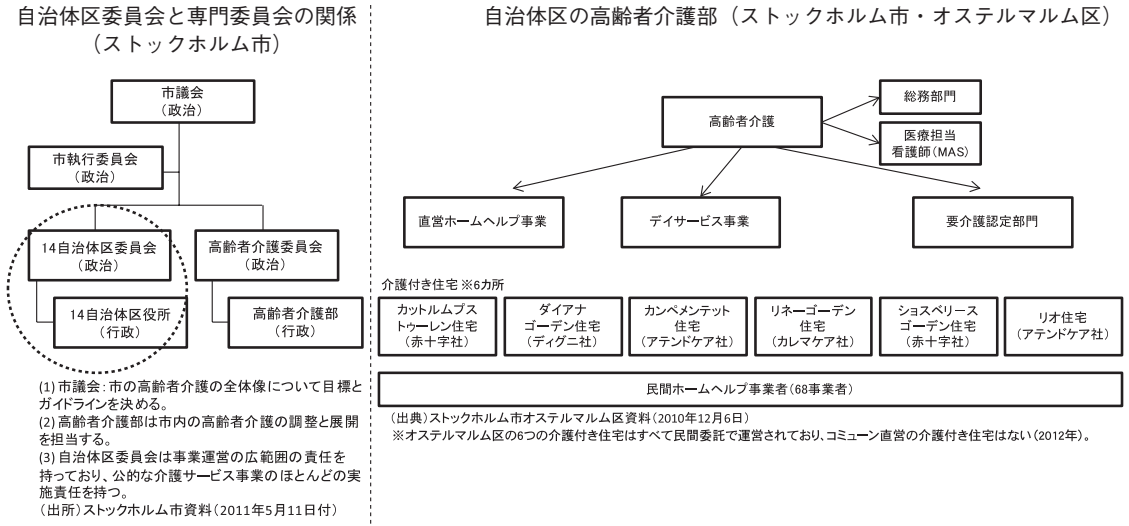 自治体区委員会と専門委員会の関係
（ストックホルム市）
市議会
（政治）
市執行委員会
（政治）
14自治体区委員会
（政治）
高齢者介護委員会
（政治）
14自治体区役所
（行政）
高齢者介護部
（行政）
(1) 市議会：市の高齢者介護の全体像について目標と
ガイドラインを決める。
(2) 高齢者介護部は市内の高齢者介護の調整と展開
を担当する。
(3) 自治体区委員会は事業運営の広範囲の責任を
持っており、公的な介護サービス事業のほとんどの実
施責任を持つ。
（出所）ストックホルム市資料（2011年5月11日付）
自治体区の高齢者介護部（ストックホルム市・オステルマルム区）
高齢者介護
総務部門
医療担当
看護師（MAS）
直営ホームヘルプ事業
デイサービス事業
要介護認定部門
介護付き住宅 ※6カ所
カットルムプス
トゥーレン住宅
（赤十字社）
ダイアナ
ゴーデン住宅
（ディグニ社）
カンペメンテット
住宅
（アテンドケア社）
リネーゴーデン
住宅
（カレマケア社）
ショスベリース
ゴーデン住宅
（赤十字社）
リオ住宅
（アテンドケア社）
民間ホームヘルプ事業者（68事業者）
（出典）ストックホルム市オステルマルム区資料（2010年12月6日）
※オステルマルム区の6つの介護付き住宅はすべて民間委託で運営されており、コミューン直営の介護付き住宅はない（2012年）。